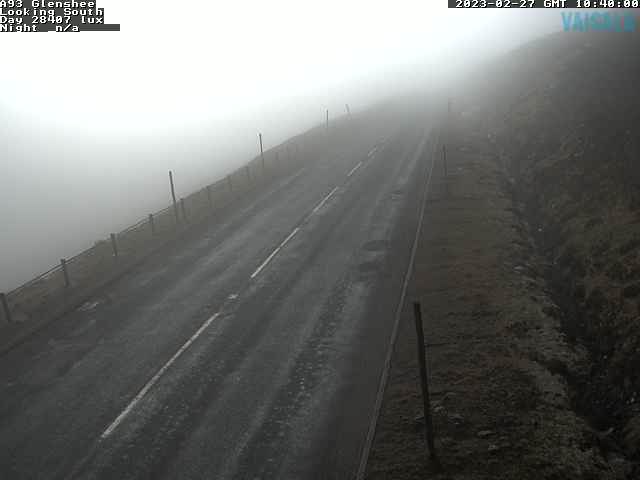 A93 Glenshee
Looking South
Day 28407 lux
Night n/a
2023-02-27 GMT 10:40:00
VAISALA